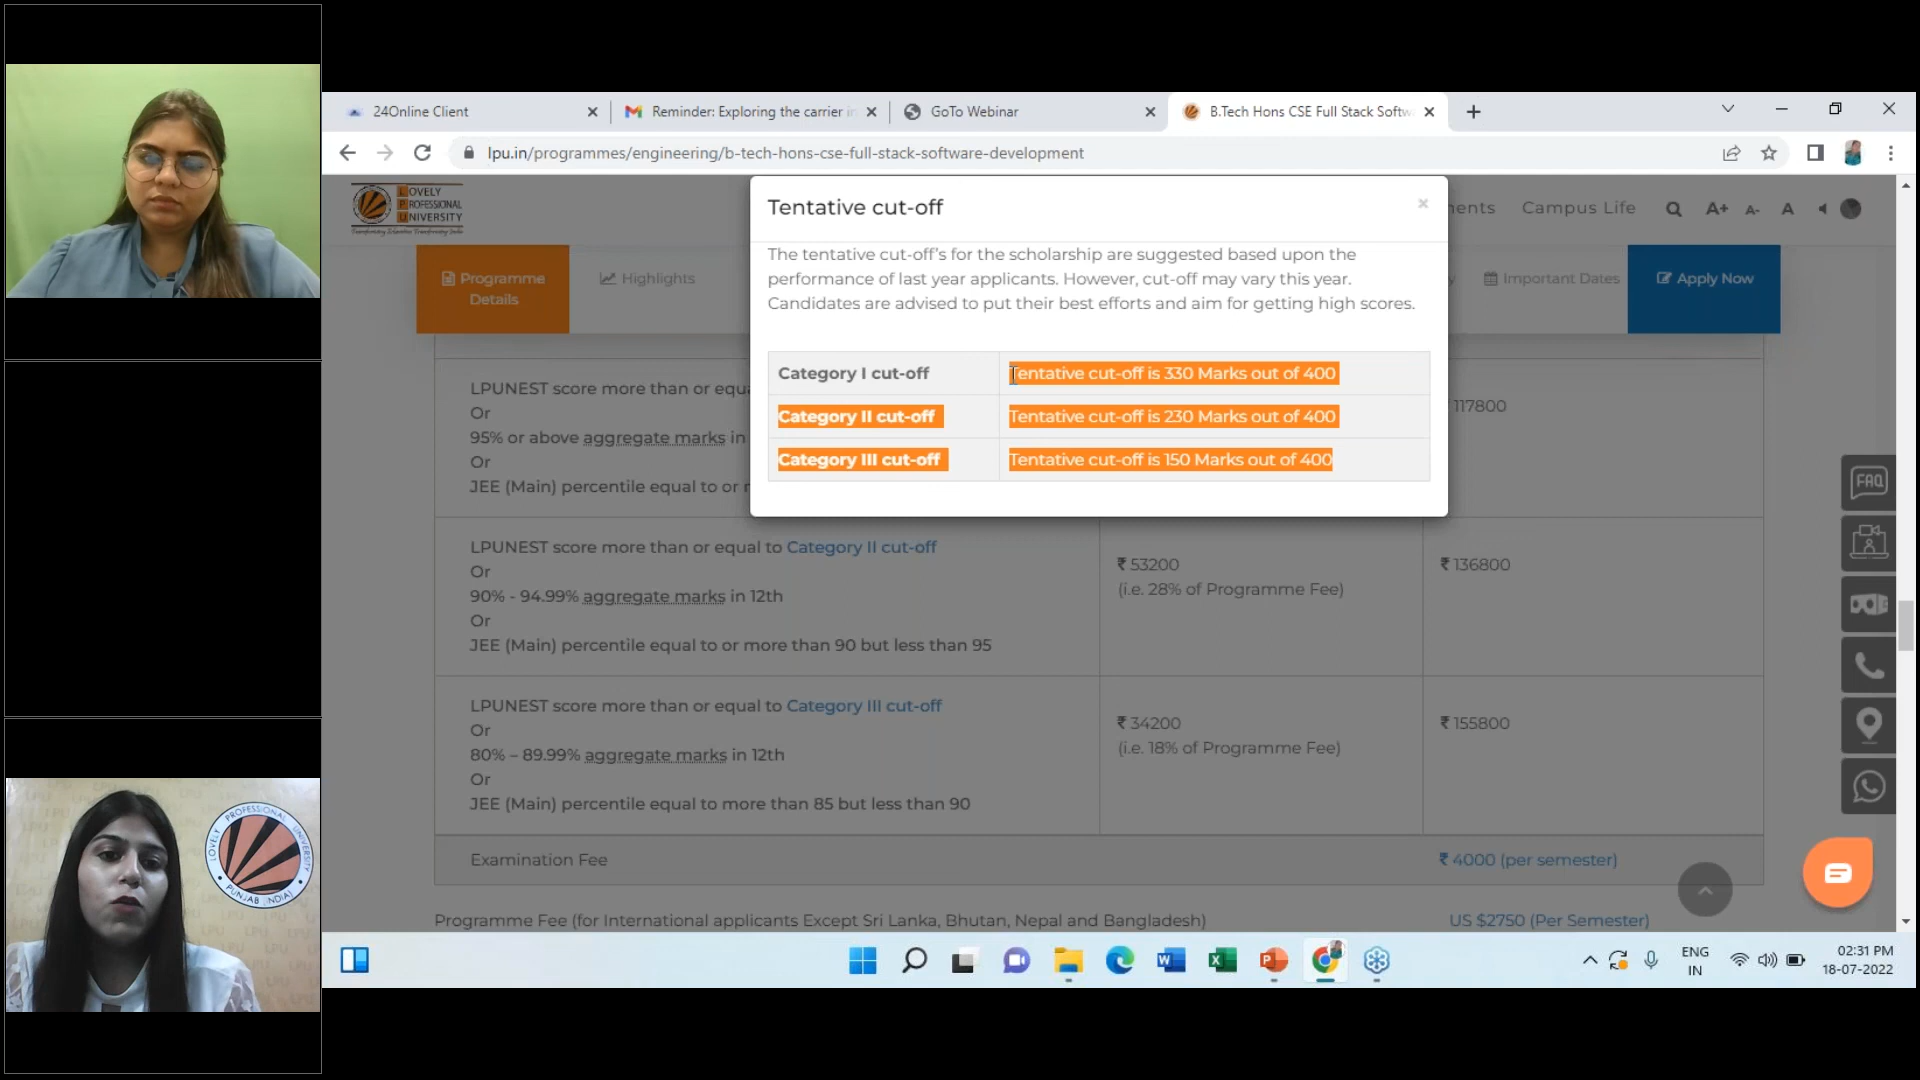 24Online Client
Reminder: Exploring the carrier in
GoTo Webinar
B.Tech Hons CSE Full Stack Softw
lpu.in/programmes/engineering/b-tech-hons-cse-full-stack-software-development
LOVELY
PROFESSIONAL
UNIVERSITY
Transforming Education Transforming India
ments
Campus Life
A+
A-
A
Programme
Details
Highlights
y
Important Dates
Apply Now
Tentative cut-off
×
The tentative cut-off's for the scholarship are suggested based upon the
performance of last year applicants. However, cut-off may vary this year.
Candidates are advised to put their best efforts and aim for getting high scores.
Category I cut-off Tentative cut-off is 330 Marks out of 400
Category II cut-off Tentative cut-off is 230 Marks out of 400
Category III cut-off Tentative cut-off is 150 Marks out of 400
LPUNEST score more than or equa
Or
95% or above aggregate marks in
Or
JEE (Main) percentile equal to or
117800
LPUNEST score more than or equal to Category II cut-off
Or
90% - 94.99% aggregate marks in 12th
Or
JEE (Main) percentile equal to or more than 90 but less than 95
₹ 53200
(i.e. 28% of Programme Fee)
₹ 136800
LPUNEST score more than or equal to Category III cut-off
Or
80% – 89.99% aggregate marks in 12th
Or
JEE (Main) percentile equal to more than 85 but less than 90
₹ 34200
(i.e. 18% of Programme Fee)
₹ 155800
Examination Fee ₹ 4000 (per semester)
Programme Fee (for International applicants Except Sri Lanka, Bhutan, Nepal and Bangladesh) US $2750 (Per Semester)
FAQ
ENG
IN
02:31 PM
18-07-2022
LOVELY PROFESSIONAL UNIVERSITY
PUNJAB (INDIA)